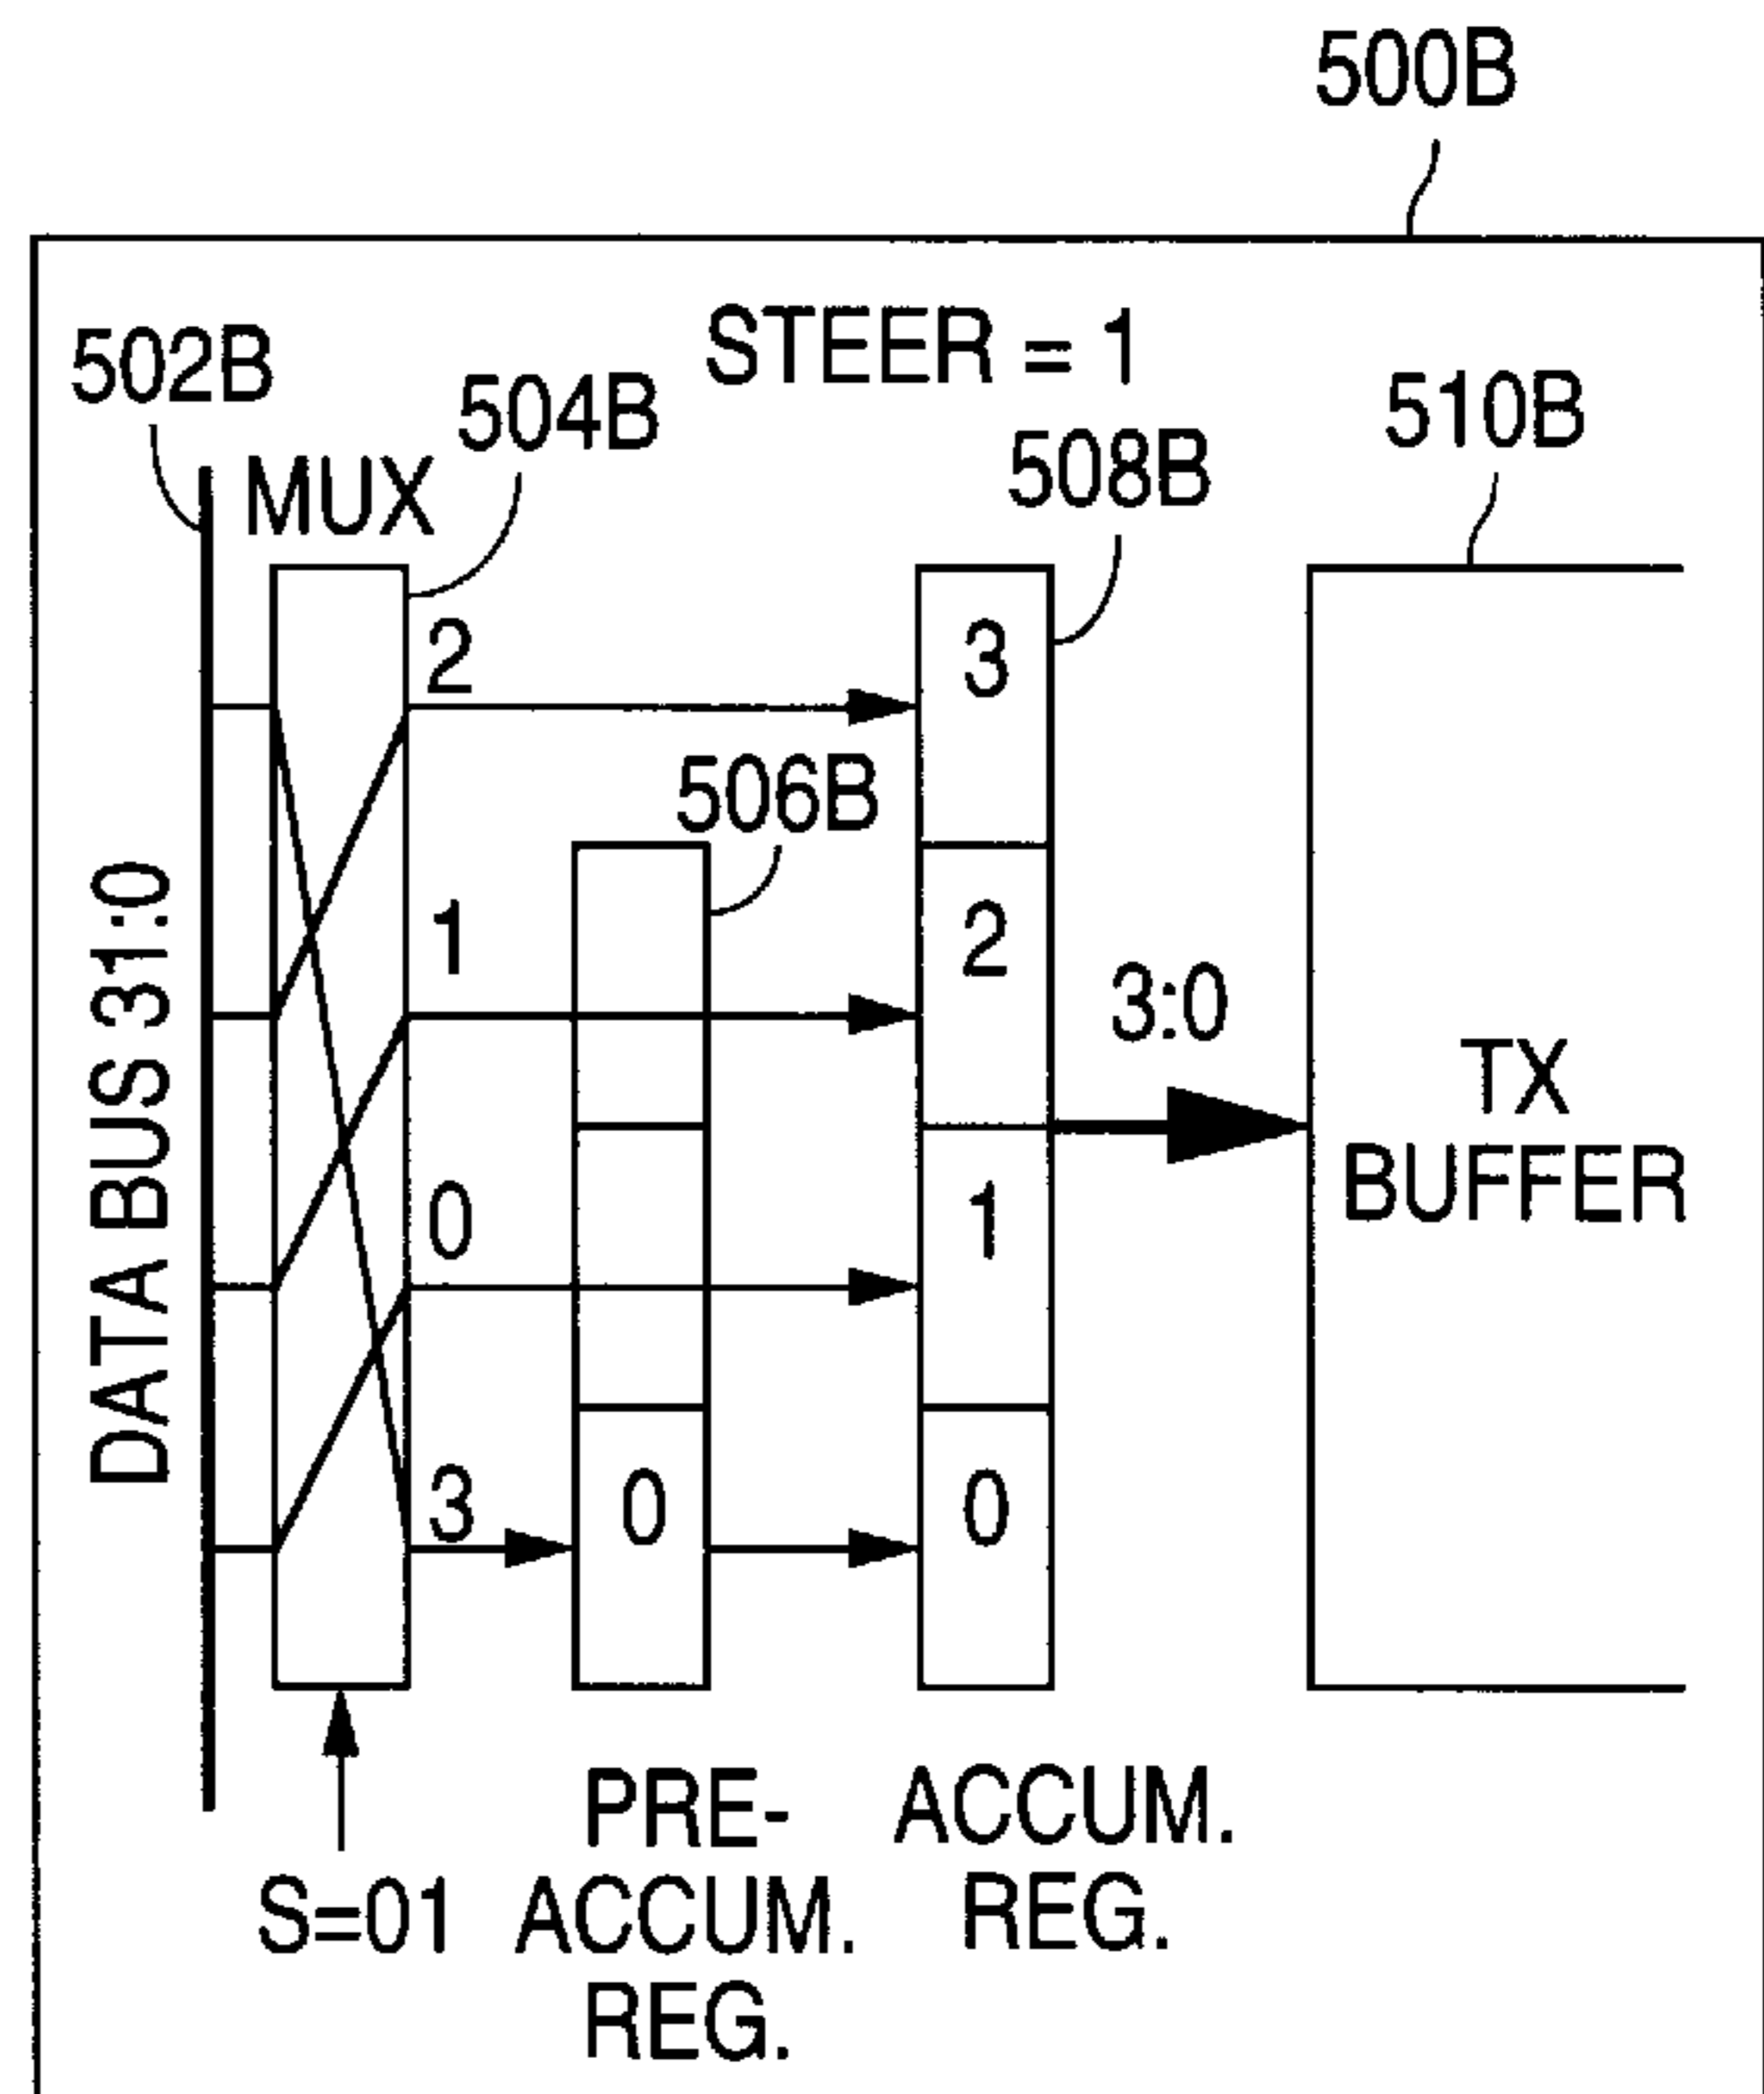 500B
STEER = 1
502B
504B
510B
508B
MUX
2
3
506B
1
2
3:0
DATA BUS 31:0
TX
BUFFER
0
1
3
0
0
S=01
PRE-
ACCUM.
REG.
ACCUM.
REG.